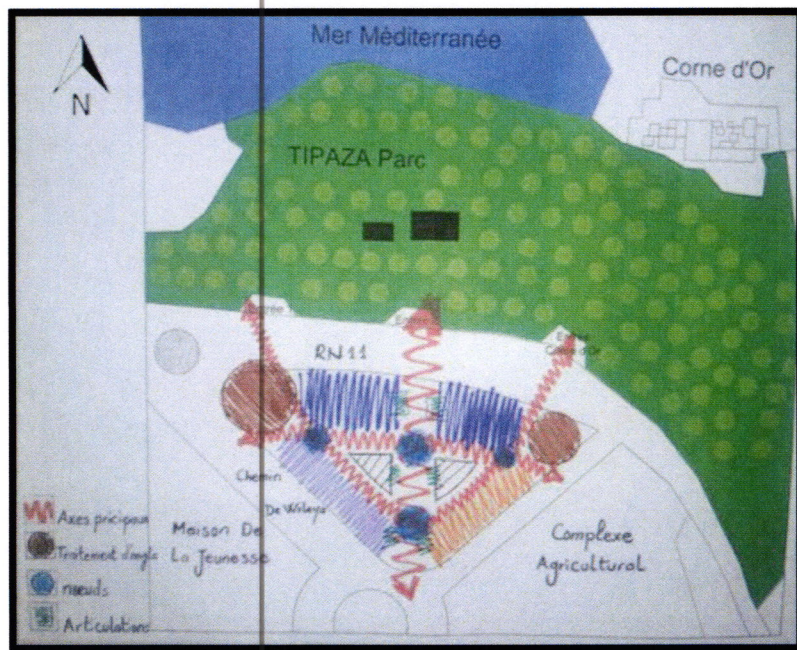 Mer Méditerranée
Corne d'Or
N
TIPAZA Parc
Entrée
RN11
Chemin
De Wilaya
Maison De
La Jeunesse
Complexe
Agricultural
Axes pricipaux
Traitement d'angle
nœuds
Articulations